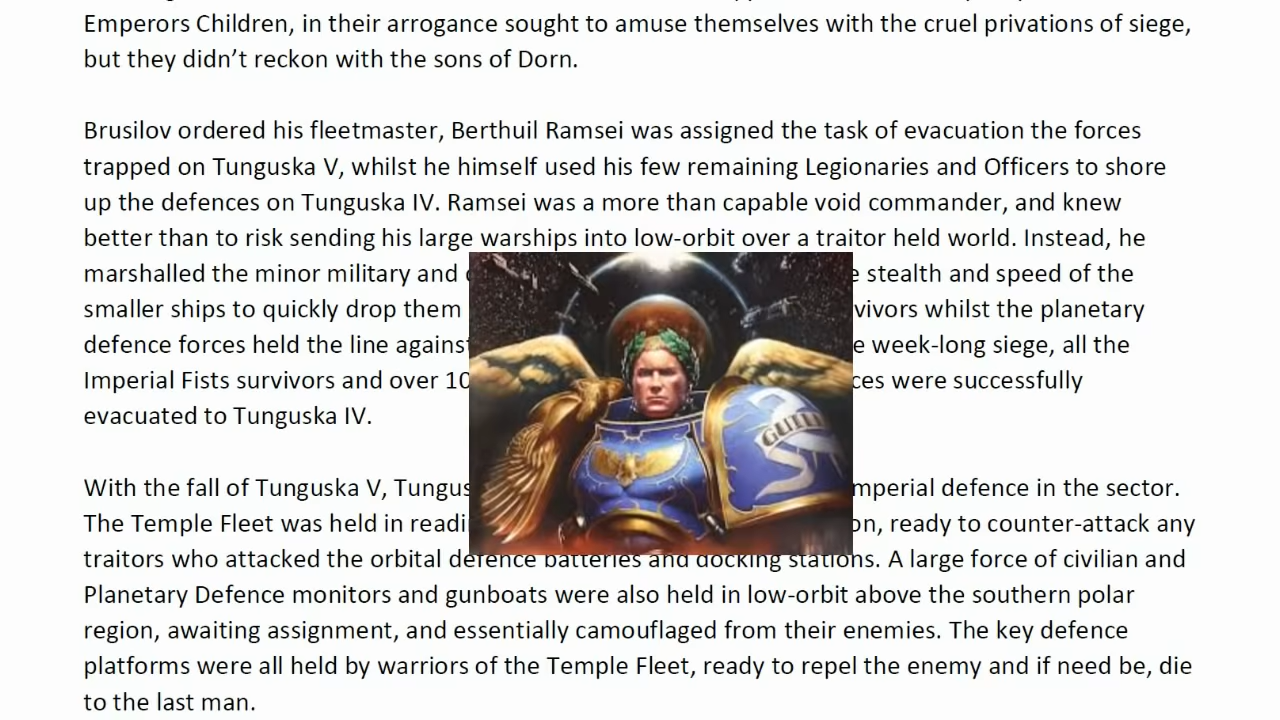 Emperors Children, in their arrogance sought to amuse themselves with the cruel privations of siege,
but they didn’t reckon with the sons of Dorn.
Brusilov ordered his fleetmaster, Berthuil Ramsei was assigned the task of evacuation the forces
trapped on Tunguska V, whilst he himself used his few remaining Legionaries and Officers to shore
up the defences on Tunguska IV. Ramsei was a more than capable void commander, and knew
better than to risk sending his large warships into low-orbit over a traitor held world. Instead, he
marshalled the minor military and stealth and speed of the
smaller ships to quickly drop them whilst the planetary
defence forces held the line week-long siege, all the
Imperial Fists survivors and over were successfully
evacuated to Tunguska IV.
With the fall of Tunguska V, defence in the sector.
The Temple Fleet was held in ready to counter-attack any
traitors who attacked the orbital defence batteries and docking stations. A large force of civilian and
Planetary Defence monitors and gunboats were also held in low-orbit above the southern polar
region, awaiting assignment, and essentially camouflaged from their enemies. The key defence
platforms were all held by warriors of the Temple Fleet, ready to repel the enemy and if need be, die
to the last man.